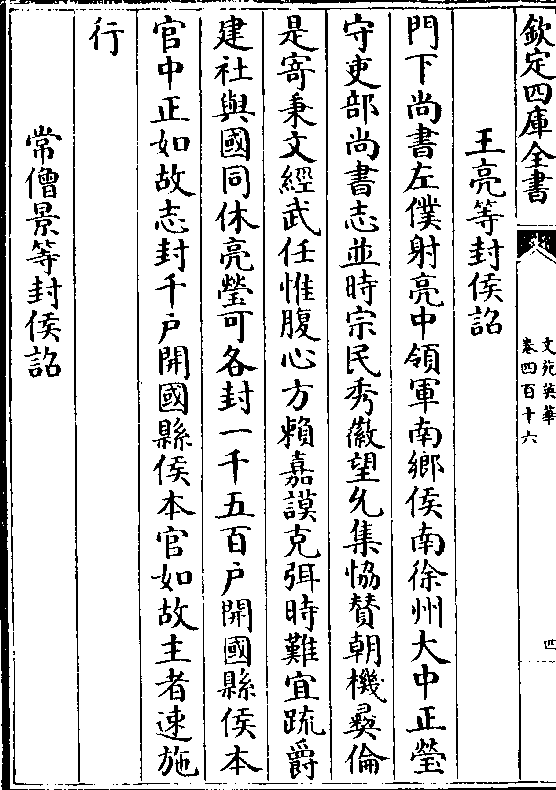 欽定四庫全書
文苑英華
卷四百十六
四
王亮等封侯詔
門下尚書左僕射亮中領軍南鄉侯南徐州大中正瑩
守吏部尚書志並時宗民秀徽望允集恊賛朝機彛倫
是寄秉文經武任惟腹心方賴嘉謨克弭時難宜疏爵
建社與國同休亮瑩可各封一千五百户開國縣侯本
官中正如故志封千户開國縣侯本官如故主者速施
行
常僧景等封侯詔